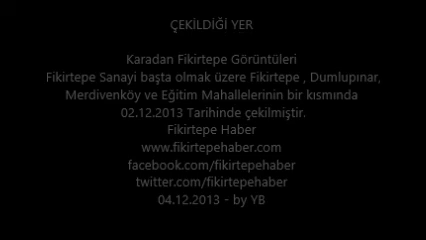 ÇEKİLDİĞİ YER
Karadan Fikirtepe Görüntüleri
Fikirtepe Sanayi başta olmak üzere Fikirtepe , Dumlupınar,
Merdivenköy ve Eğitim Mahallelerinin bir kısmında
02.12.2013 Tarihinde çekilmiştir.
Fikirtepe Haber
www.fikirtepehaber.com
facebook.com/fikirtepehaber
twitter.com/fikirtepehaber
04.12.2013 - by YB